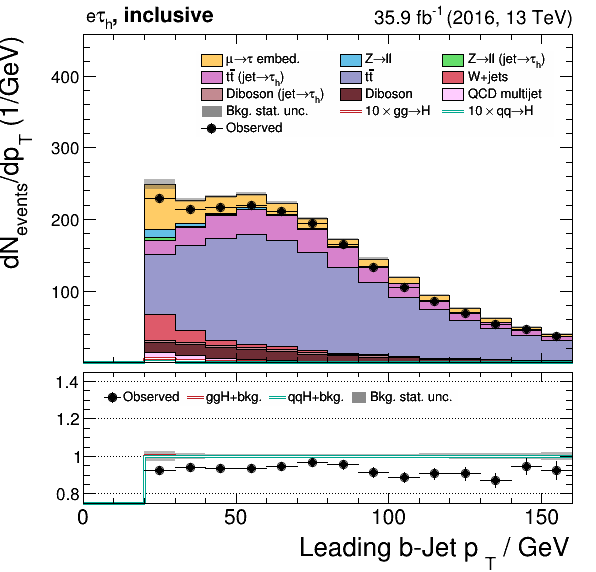 eτh, inclusive 35.9 fb-1 (2016, 13 TeV)
dNevents/dpT (1/GeV)
400
300
200
100
μ→τ embed. Z→ll Z→ll (jet→τh)
tt̄ (jet→τh) tt̄ W+jets
Diboson (jet→τh) Diboson QCD multijet
Bkg. stat. unc. 10 × gg→H 10 × qq→H
Observed
1.4
1.2
1
0.8
Observed ggH+bkg. qqH+bkg. Bkg. stat. unc.
0 50 100 150
Leading b-Jet pT / GeV